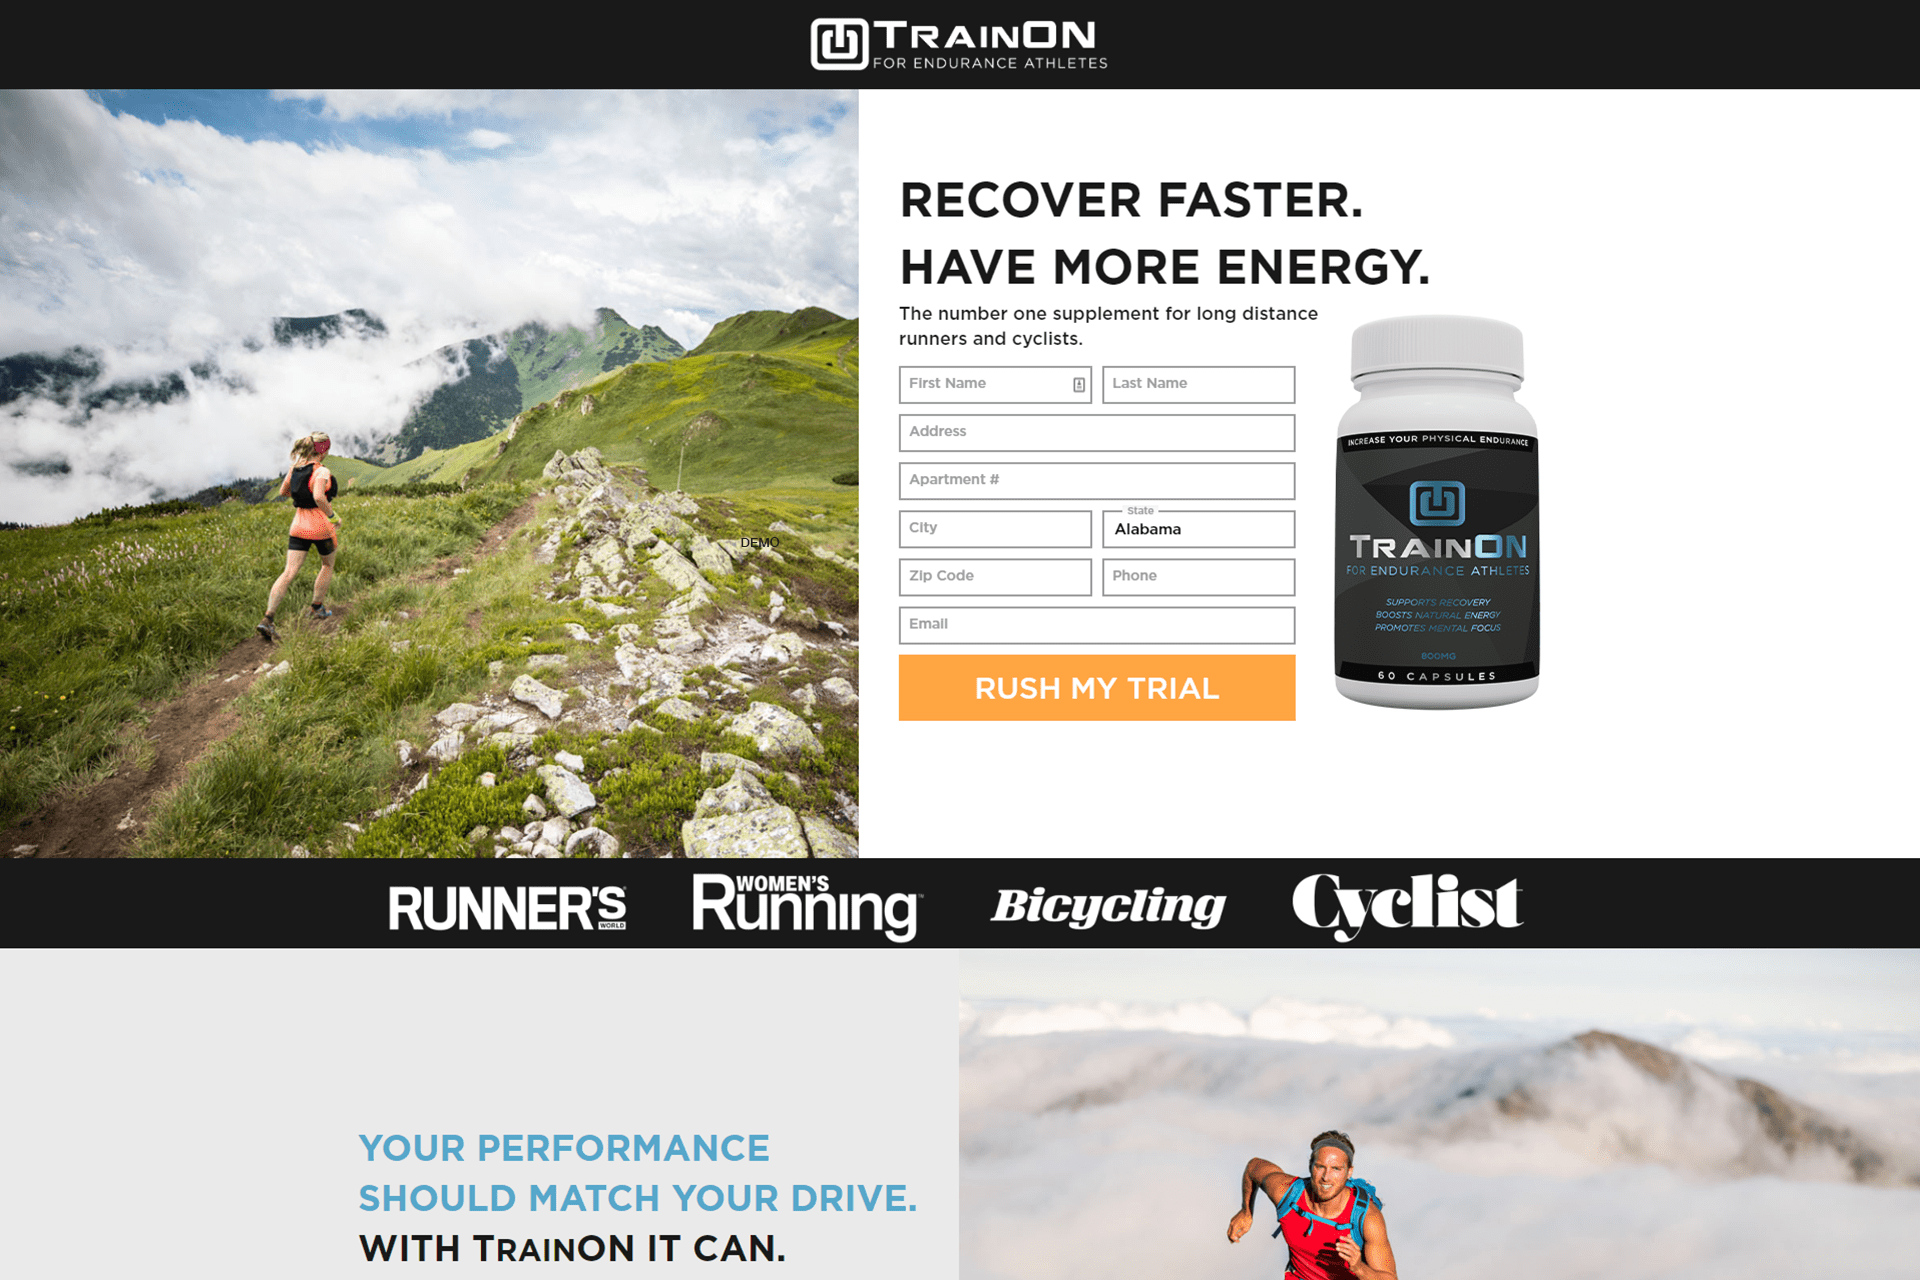 TRAINON
FOR ENDURANCE ATHLETES
RECOVER FASTER.
HAVE MORE ENERGY.
The number one supplement for long distance
runners and cyclists.
First Name
Last Name
Address
Apartment #
City
State
Alabama
Zip Code
Phone
Email
RUSH MY TRIAL
INCREASE YOUR PHYSICAL ENDURANCE
TRAINON
FOR ENDURANCE ATHLETES
SUPPORTS RECOVERY
BOOSTS NATURAL ENERGY
PROMOTES MENTAL FOCUS
800MG
60 CAPSULES
DEMO
RUNNER'S WORLD
WOMEN'S Running
Bicycling
Cyclist
YOUR PERFORMANCE
SHOULD MATCH YOUR DRIVE.
WITH TRAINON IT CAN.